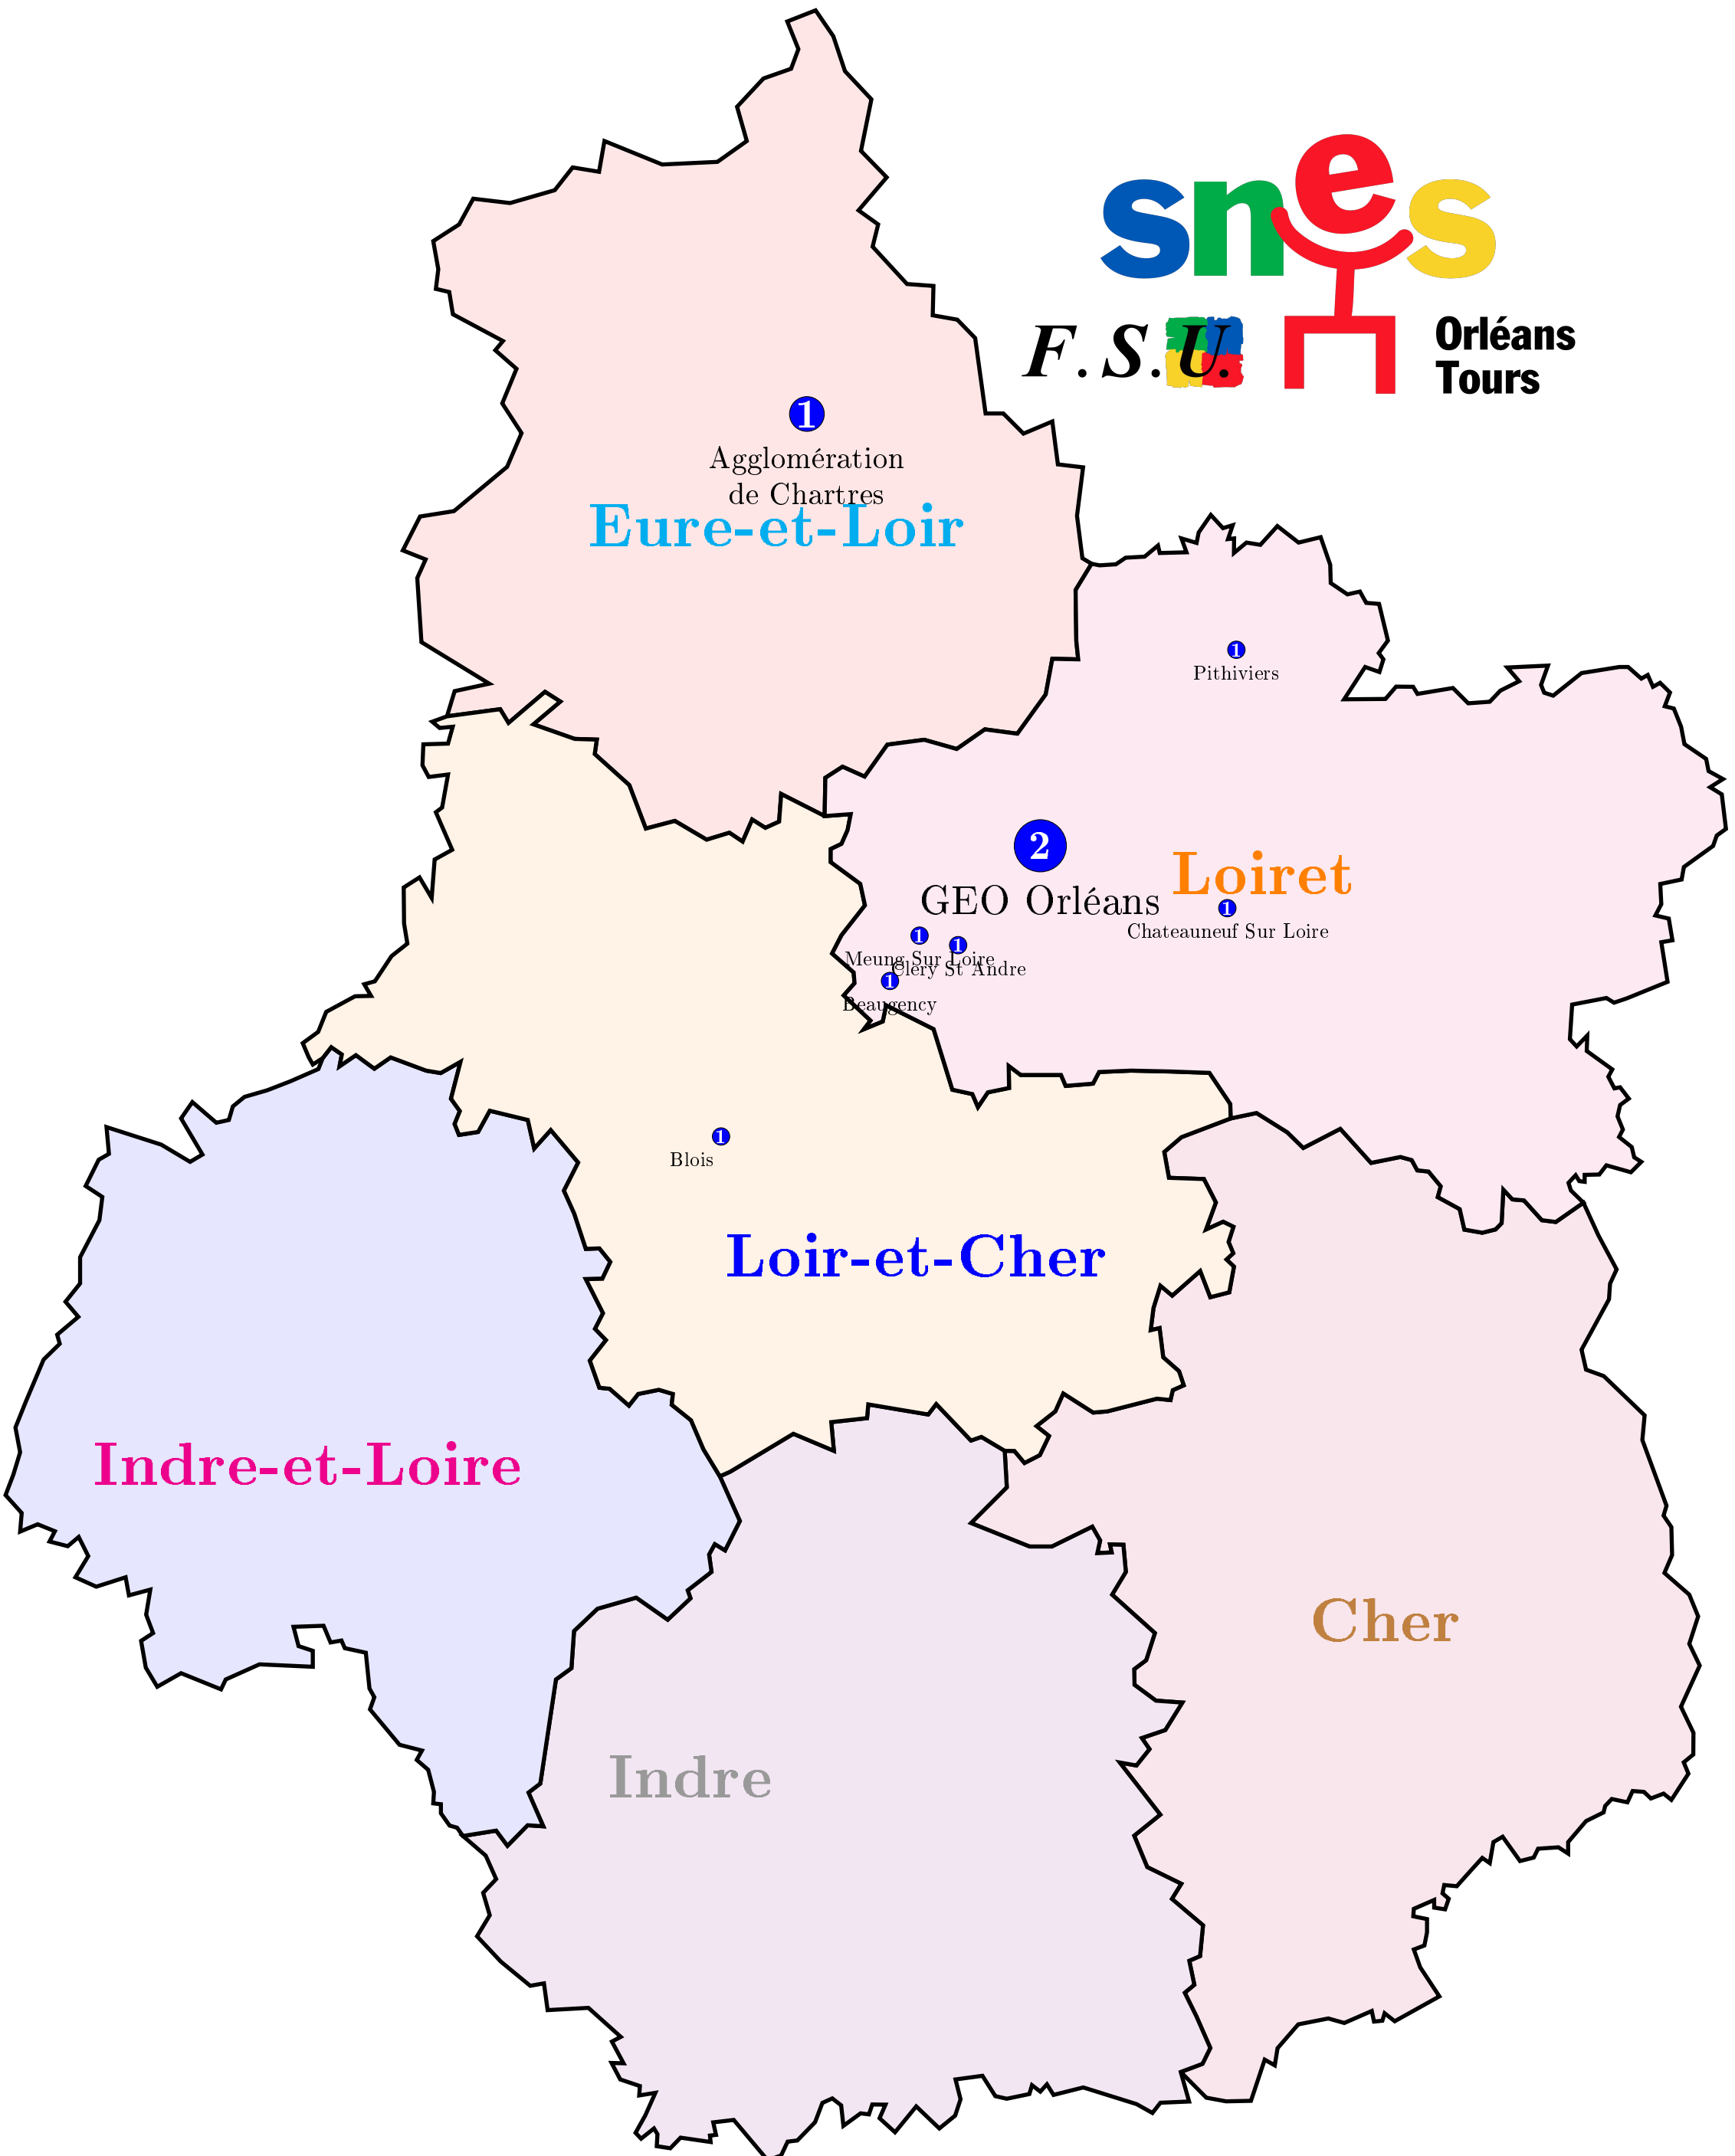 snes
F.S.U.
Orléans
Tours
1
Agglomération
de Chartres
Eure-et-Loir
1
Pithiviers
2
GEO Orléans
Loiret
1
Chateauneuf Sur Loire
1
Meung Sur Loire
1
Clery St Andre
1
Beaugency
1
Blois
Loir-et-Cher
Indre-et-Loire
Cher
Indre